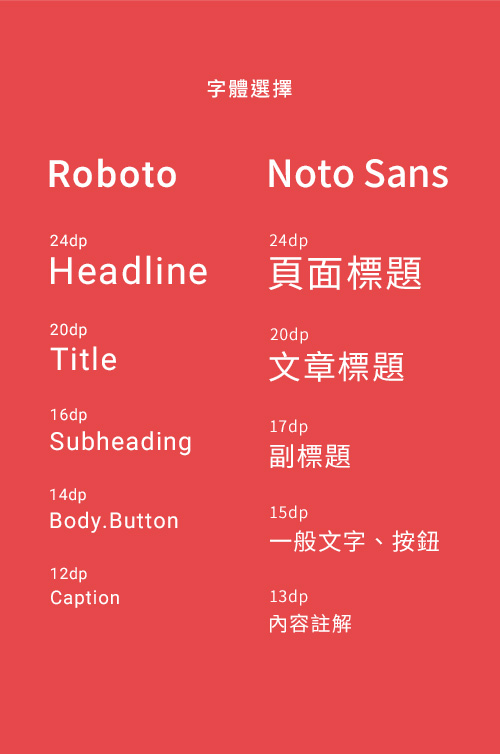 字體選擇
Roboto
24dp
Headline
20dp
Title
16dp
Subheading
14dp
Body.Button
12dp
Caption
Noto Sans
24dp
頁面標題
20dp
文章標題
17dp
副標題
15dp
一般文字、按鈕
13dp
內容註解